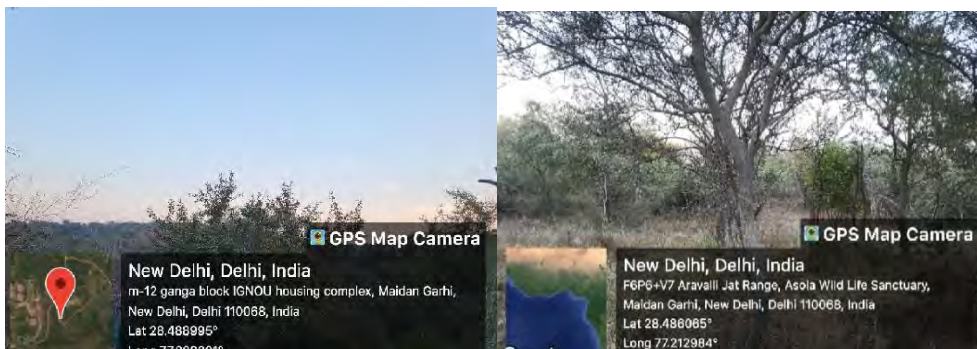 GPS Map Camera
New Delhi, Delhi, India
m-12 ganga block IGNOU housing complex, Maidan Garhi,
New Delhi, Delhi 110068, India
Lat 28.488995°
GPS Map Camera
New Delhi, Delhi, India
F6P6+V7 Aravalli Jat Range, Asola Wild Life Sanctuary,
Maidan Garhi, New Delhi, Delhi 110068, India
Lat 28.486065°
Long 77.212984°